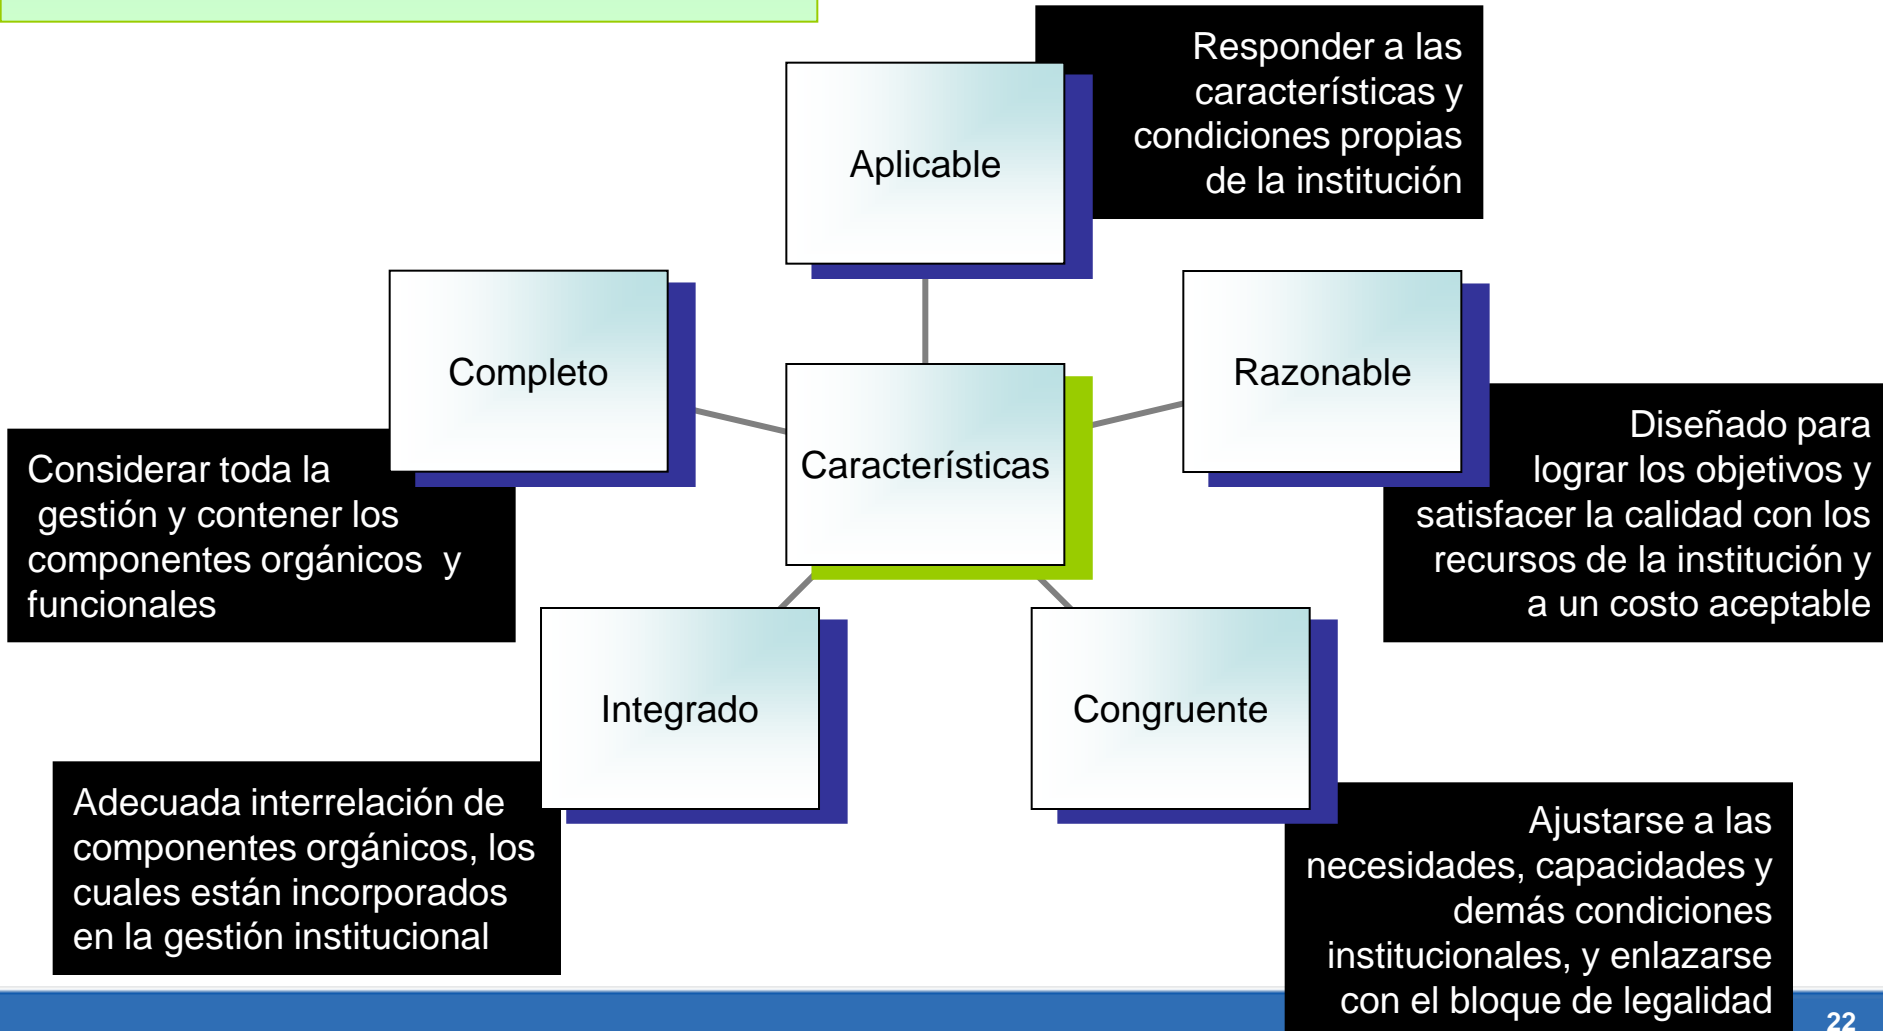 Aplicable
Responder a las
características y
condiciones propias
de la institución
Completo
Considerar toda la
gestión y contener los
componentes orgánicos y
funcionales
Características
Razonable
Diseñado para
lograr los objetivos y
satisfacer la calidad con los
recursos de la institución y
a un costo aceptable
Integrado
Adecuada interrelación de
componentes orgánicos, los
cuales están incorporados
en la gestión institucional
Congruente
Ajustarse a las
necesidades, capacidades y
demás condiciones
institucionales, y enlazarse
con el bloque de legalidad
22